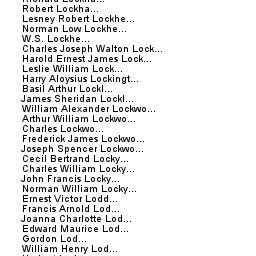 Robert Lockha...
Lesney Robert Lockhe...
Norman Low Lockhe...
W.S. Lockhe...
Charles Joseph Walton Lock...
Harold Ernest James Lock...
Leslie William Lock...
Harry Aloysius Lockingt...
Basil Arthur Lockl...
James Sheridan Lockl...
William Alexander Lockwo...
Arthur William Lockwo...
Charles Lockwo...
Frederick James Lockwo...
Joseph Spencer Lockwo...
Cecil Bertrand Locky...
Charles William Locky...
John Francis Locky...
Norman William Locky...
Ernest Victor Lodd...
Francis Arnold Lod...
Joanna Charlotte Lod...
Edward Maurice Lod...
Gordon Lod...
William Henry Lod...